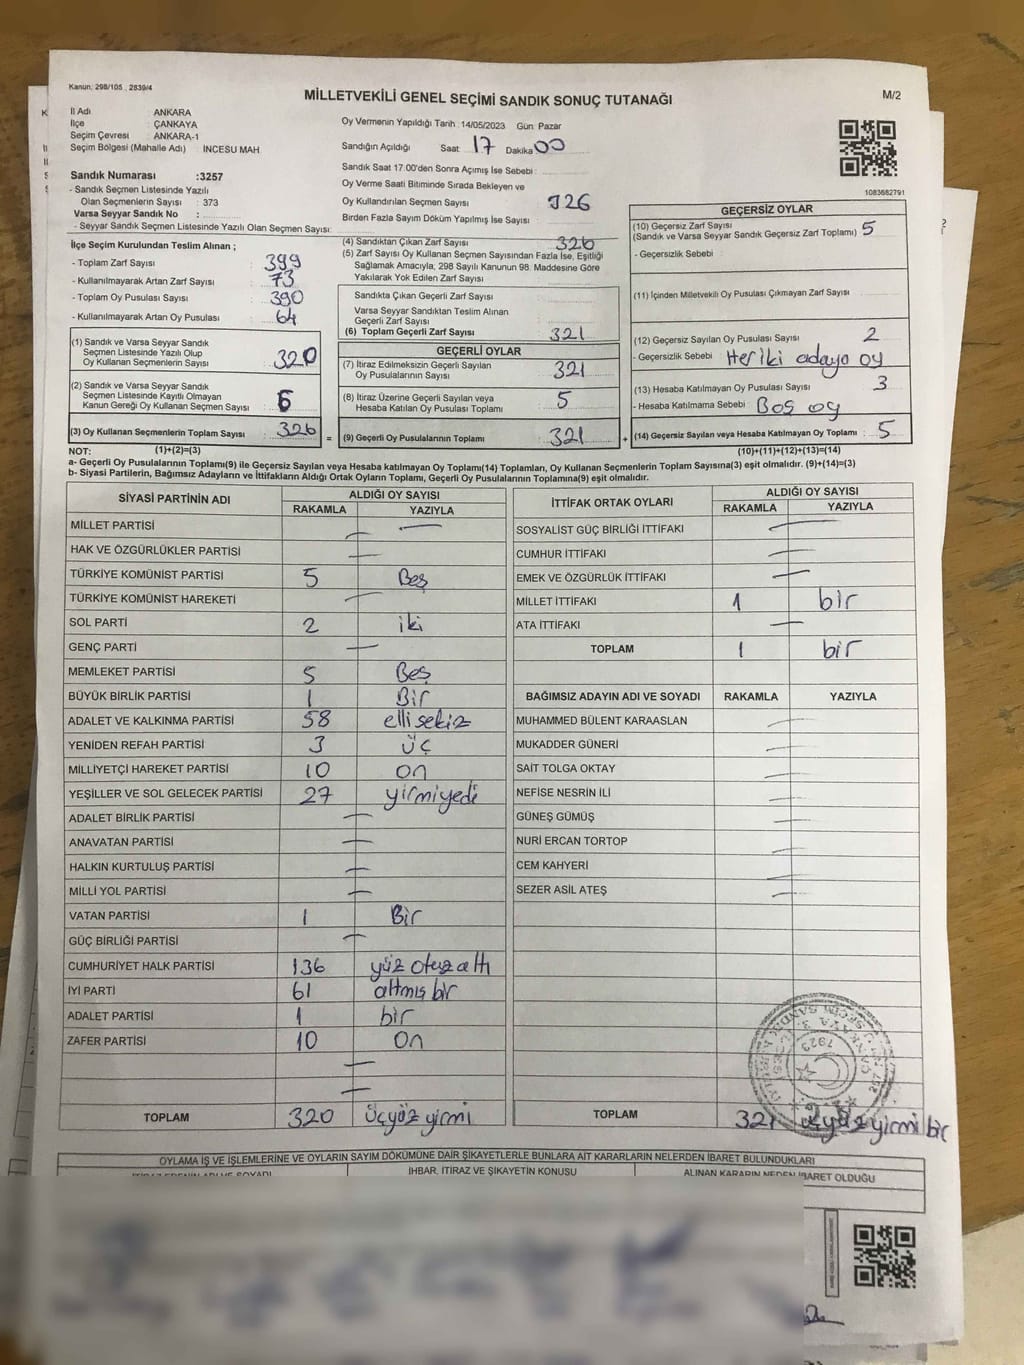 Kanun: 298/105 , 2839/4
MİLLETVEKİLİ GENEL SEÇİMİ SANDIK SONUÇ TUTANAĞI
M/2
İl Adı : ANKARA
İlçe : ÇANKAYA
Seçim Çevresi : ANKARA-1
Seçim Bölgesi (Mahalle Adı) : İNCESU MAH.
Sandık Numarası :3257
- Sandık Seçmen Listesinde Yazılı
Olan Seçmenlerin Sayısı : 373
Varsa Seyyar Sandık No :
- Seyyar Sandık Seçmen Listesinde Yazılı Olan Seçmen Sayısı:
Oy Vermenin Yapıldığı Tarih :14/05/2023 Gün: Pazar
Sandığın Açıldığı Saat 17 Dakika 00
Sandık Saat 17:00'den Sonra Açımış İse Sebebi :
Oy Verme Saati Bitiminde Sırada Bekleyen ve
Oy Kullandırılan Seçmen Sayısı : 326
Birden Fazla Sayım Döküm Yapılmış İse Sayısı :
1083682791
İlçe Seçim Kurulundan Teslim Alınan ;
- Toplam Zarf Sayısı : 399
- Kullanılmayarak Artan Zarf Sayısı : 73
- Toplam Oy Pusulası Sayısı : 390
- Kullanılmayarak Artan Oy Pusulası : 64
(1) Sandık ve Varsa Seyyar Sandık
Seçmen Listesinde Yazılı Olup
Oy Kullanan Seçmenlerin Sayısı : 320
(2) Sandık ve Varsa Seyyar Sandık
Seçmen Listesinde Kayıtlı Olmayan
Kanun Gereği Oy Kullanan Seçmen Sayısı : 6
(3) Oy Kullanan Seçmenlerin Toplam Sayısı : 326
(4) Sandıktan Çıkan Zarf Sayısı : 326
(5) Zarf Sayısı Oy Kullanan Seçmen Sayısından Fazla İse, Eşitliği
Sağlamak Amacıyla, 298 Sayılı Kanunun 98. Maddesine Göre
Yakılarak Yok Edilen Zarf Sayısı :
Sandıkta Çıkan Geçerli Zarf Sayısı :
Varsa Seyyar Sandıktan Teslim Alınan
Geçerli Zarf Sayısı :
(6) Toplam Geçerli Zarf Sayısı : 321
GEÇERLİ OYLAR
(7) İtiraz Edilmeksizin Geçerli Sayılan
Oy Pusulalarının Sayısı : 321
(8) İtiraz Üzerine Geçerli Sayılan veya
Hesaba Katılan Oy Pusulası Toplamı : 5
= (9) Geçerli Oy Pusulalarının Toplamı : 321 +
GEÇERSİZ OYLAR
(10) Geçersiz Zarf Sayısı
(Sandık ve Varsa Seyyar Sandık Geçersiz Zarf Toplamı) : 5
- Geçersizlik Sebebi :
(11) İçinden Milletvekili Oy Pusulası Çıkmayan Zarf Sayısı :
(12) Geçersiz Sayılan Oy Pusulası Sayısı : 2
- Geçersizlik Sebebi : Her iki adaya oy
(13) Hesaba Katılmayan Oy Pusulası Sayısı : 3
- Hesaba Katılmama Sebebi : Boş oy
(14) Geçersiz Sayılan veya Hesaba Katılmayan Oy Toplamı : 5
NOT: (1)+(2)=(3) (10)+(11)+(12)+(13)=(14)
a- Geçerli Oy Pusulalarının Toplamı(9) ile Geçersiz Sayılan veya Hesaba katılmayan Oy Toplamı(14) Toplamları, Oy Kullanan Seçmenlerin Toplam Sayısına(3) eşit olmalıdır. (9)+(14)=(3)
b- Siyasi Partilerin, Bağımsız Adayların ve İttifakların Aldığı Ortak Oyların Toplamı, Geçerli Oy Pusulalarının Toplamına(9) eşit olmalıdır.
SİYASİ PARTİNİN ADI ALDIĞI OY SAYISI
RAKAMLA YAZIYLA
MİLLET PARTİSİ —
HAK VE ÖZGÜRLÜKLER PARTİSİ —
TÜRKİYE KOMÜNİST PARTİSİ 5 Beş
TÜRKİYE KOMÜNİST HAREKETİ —
SOL PARTİ 2 iki
GENÇ PARTİ —
MEMLEKET PARTİSİ 5 Beş
BÜYÜK BİRLİK PARTİSİ 1 Bir
ADALET VE KALKINMA PARTİSİ 58 elli sekiz
YENİDEN REFAH PARTİSİ 3 üç
MİLLİYETÇİ HAREKET PARTİSİ 10 on
YEŞİLLER VE SOL GELECEK PARTİSİ 27 yirmiyedi
ADALET BİRLİK PARTİSİ —
ANAVATAN PARTİSİ —
HALKIN KURTULUŞ PARTİSİ —
MİLLİ YOL PARTİSİ —
VATAN PARTİSİ 1 Bir
GÜÇ BİRLİĞİ PARTİSİ —
CUMHURİYET HALK PARTİSİ 136 yüz otuz altı
İYİ PARTİ 61 altmış bir
ADALET PARTİSİ 1 bir
ZAFER PARTİSİ 10 On
—
—
TOPLAM 320 Üçyüz yirmi
İTTİFAK ORTAK OYLARI ALDIĞI OY SAYISI
RAKAMLA YAZIYLA
SOSYALİST GÜÇ BİRLİĞİ İTTİFAKI —
CUMHUR İTTİFAKI —
EMEK VE ÖZGÜRLÜK İTTİFAKI —
MİLLET İTTİFAKI 1 bir
ATA İTTİFAKI —
TOPLAM 1 bir
BAĞIMSIZ ADAYIN ADI VE SOYADI RAKAMLA YAZIYLA
MUHAMMED BÜLENT KARAASLAN —
MUKADDER GÜNERİ —
SAİT TOLGA OKTAY —
NEFİSE NESRİN İLİ —
GÜNEŞ GÜMÜŞ —
NURİ ERCAN TORTOP —
CEM KAHYERİ —
SEZER ASİL ATEŞ —
TOPLAM 321 üçyüz yirmi bir
OYLAMA İŞ VE İŞLEMLERİNE VE OYLARIN SAYIM DÖKÜMÜNE DAİR ŞİKAYETLERLE BUNLARA AİT KARARLARIN NELERDEN İBARET BULUNDUKLARI
İHBAR, İTİRAZ VE ŞİKAYETİN KONUSU
ALINAN KARARIN NEDEN İBARET OLDUĞU